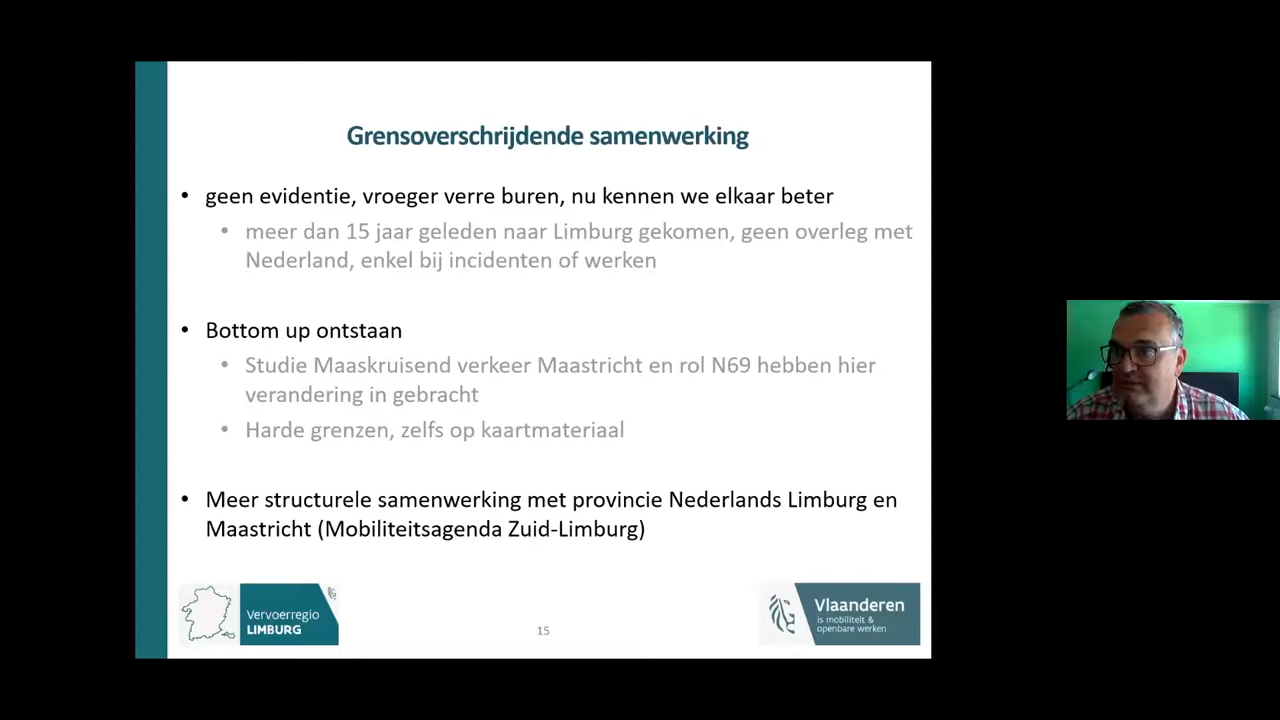 Grensoverschrijdende samenwerking
• geen evidentie, vroeger verre buren, nu kennen we elkaar beter
• meer dan 15 jaar geleden naar Limburg gekomen, geen overleg met
Nederland, enkel bij incidenten of werken
• Bottom up ontstaan
• Studie Maaskruisend verkeer Maastricht en rol N69 hebben hier
verandering in gebracht
• Harde grenzen, zelfs op kaartmateriaal
• Meer structurele samenwerking met provincie Nederlands Limburg en
Maastricht (Mobiliteitsagenda Zuid-Limburg)
Vervoerregio
LIMBURG
15
Vlaanderen
is mobiliteit &
openbare werken